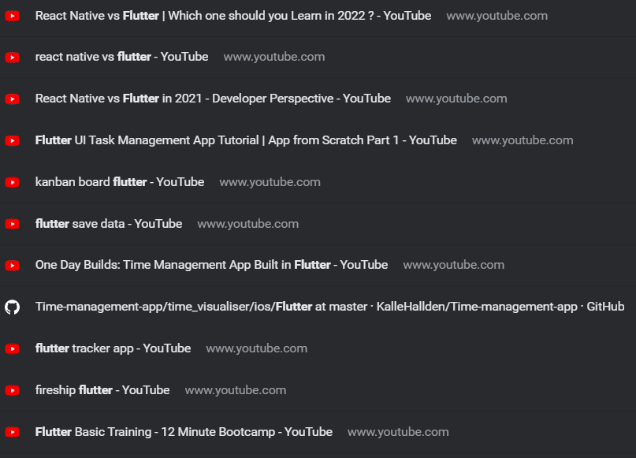 React Native vs Flutter | Which one should you Learn in 2022 ? - YouTube www.youtube.com
react native vs flutter - YouTube www.youtube.com
React Native vs Flutter in 2021 - Developer Perspective - YouTube www.youtube.com
Flutter UI Task Management App Tutorial | App from Scratch Part 1 - YouTube www.youtube.com
kanban board flutter - YouTube www.youtube.com
flutter save data - YouTube www.youtube.com
One Day Builds: Time Management App Built in Flutter - YouTube www.youtube.com
Time-management-app/time_visualiser/ios/Flutter at master · KalleHallden/Time-management-app · GitHub
flutter tracker app - YouTube www.youtube.com
fireship flutter - YouTube www.youtube.com
Flutter Basic Training - 12 Minute Bootcamp - YouTube www.youtube.com